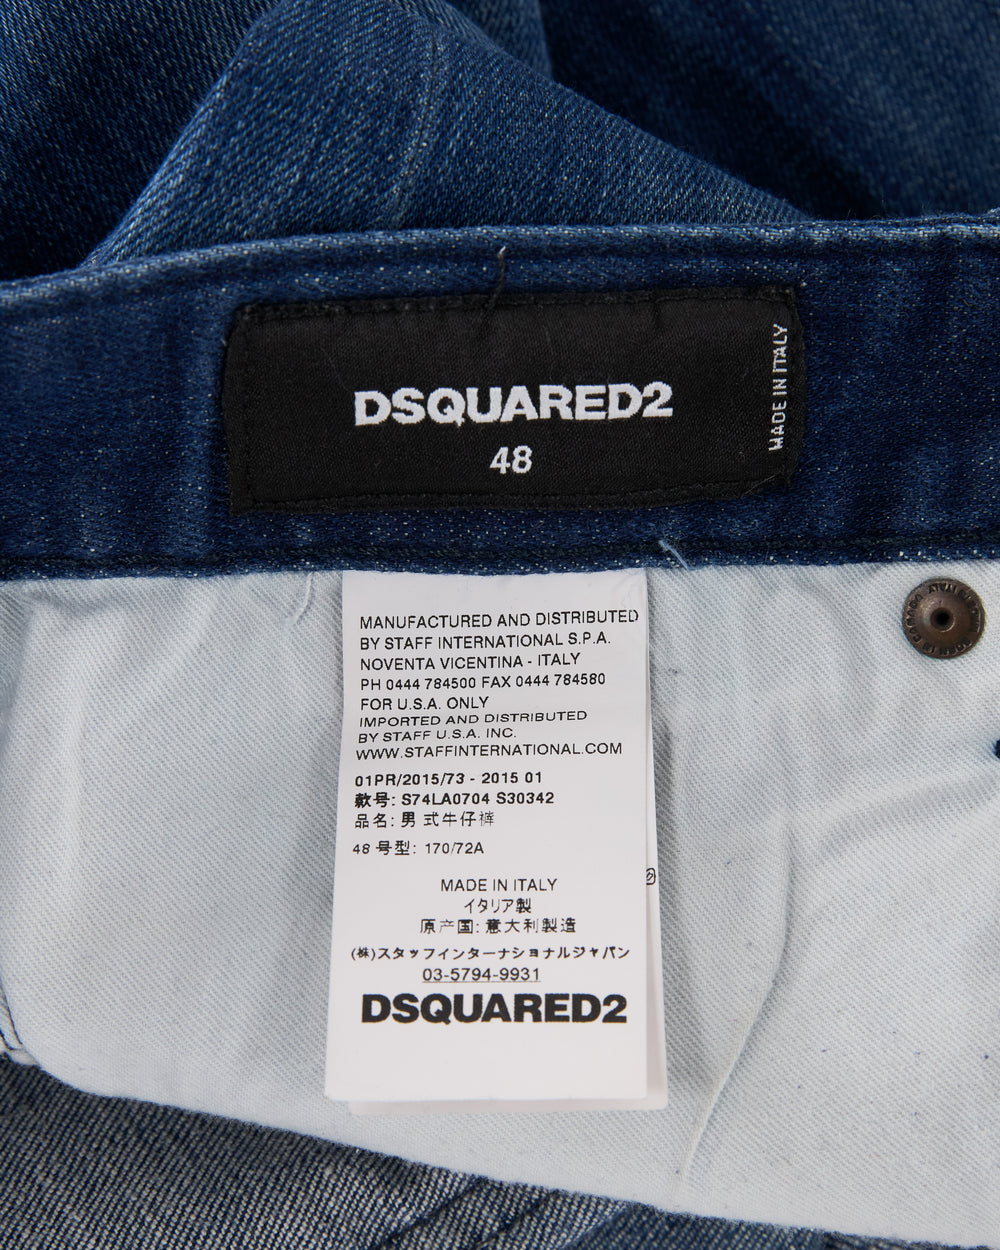 DSQUARED2
48
MADE IN ITALY
MANUFACTURED AND DISTRIBUTED
BY STAFF INTERNATIONAL S.P.A.
NOVENTA VICENTINA - ITALY
PH 0444 784500 FAX 0444 784580
FOR U.S.A. ONLY
IMPORTED AND DISTRIBUTED
BY STAFF U.S.A. INC.
WWW.STAFFINTERNATIONAL.COM
01PR/2015/73 - 2015 01
款号: S74LA0704 S30342
品名: 男式牛仔裤
48 号型: 170/72A
MADE IN ITALY
イタリア製
原产国: 意大利製造
(株)スタッフインターナショナルジャパン
03-5794-9931
DSQUARED2